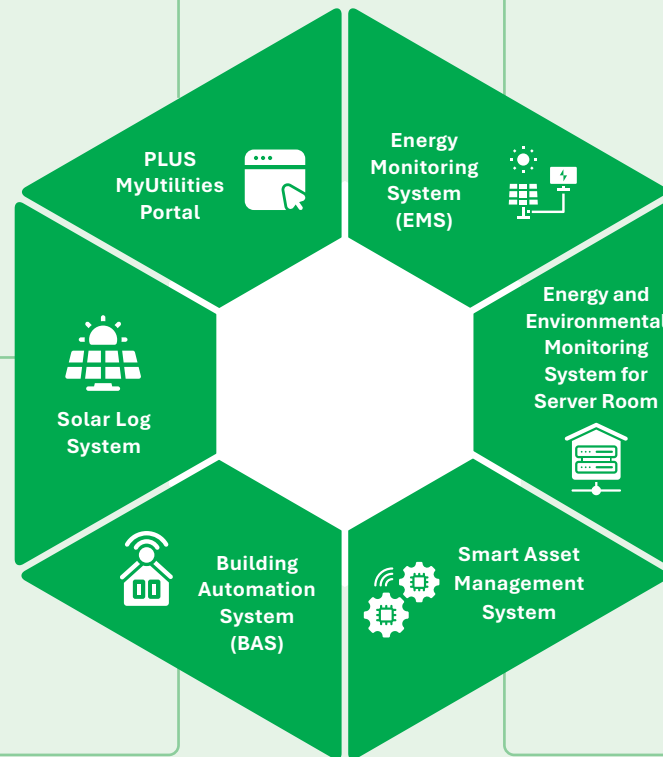 PLUS
MyUtilities
Portal
Energy
Monitoring
System
(EMS)
Energy and
Environmental
Monitoring
System for
Server Room
Smart Asset
Management
System
Building
Automation
System
(BAS)
Solar Log
System